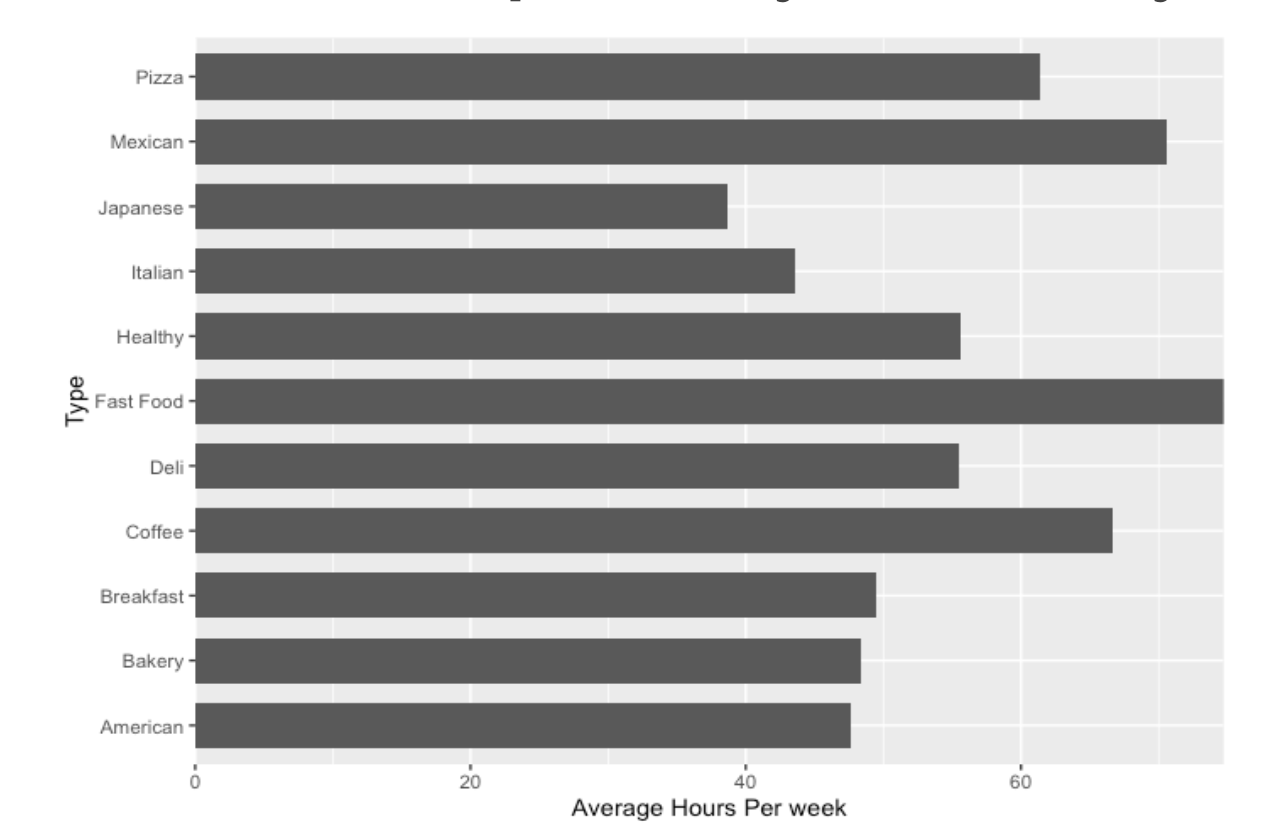 Pizza
Mexican
Japanese
Italian
Healthy
Type
Fast Food
Deli
Coffee
Breakfast
Bakery
American
0 20 40 60
Average Hours Per week